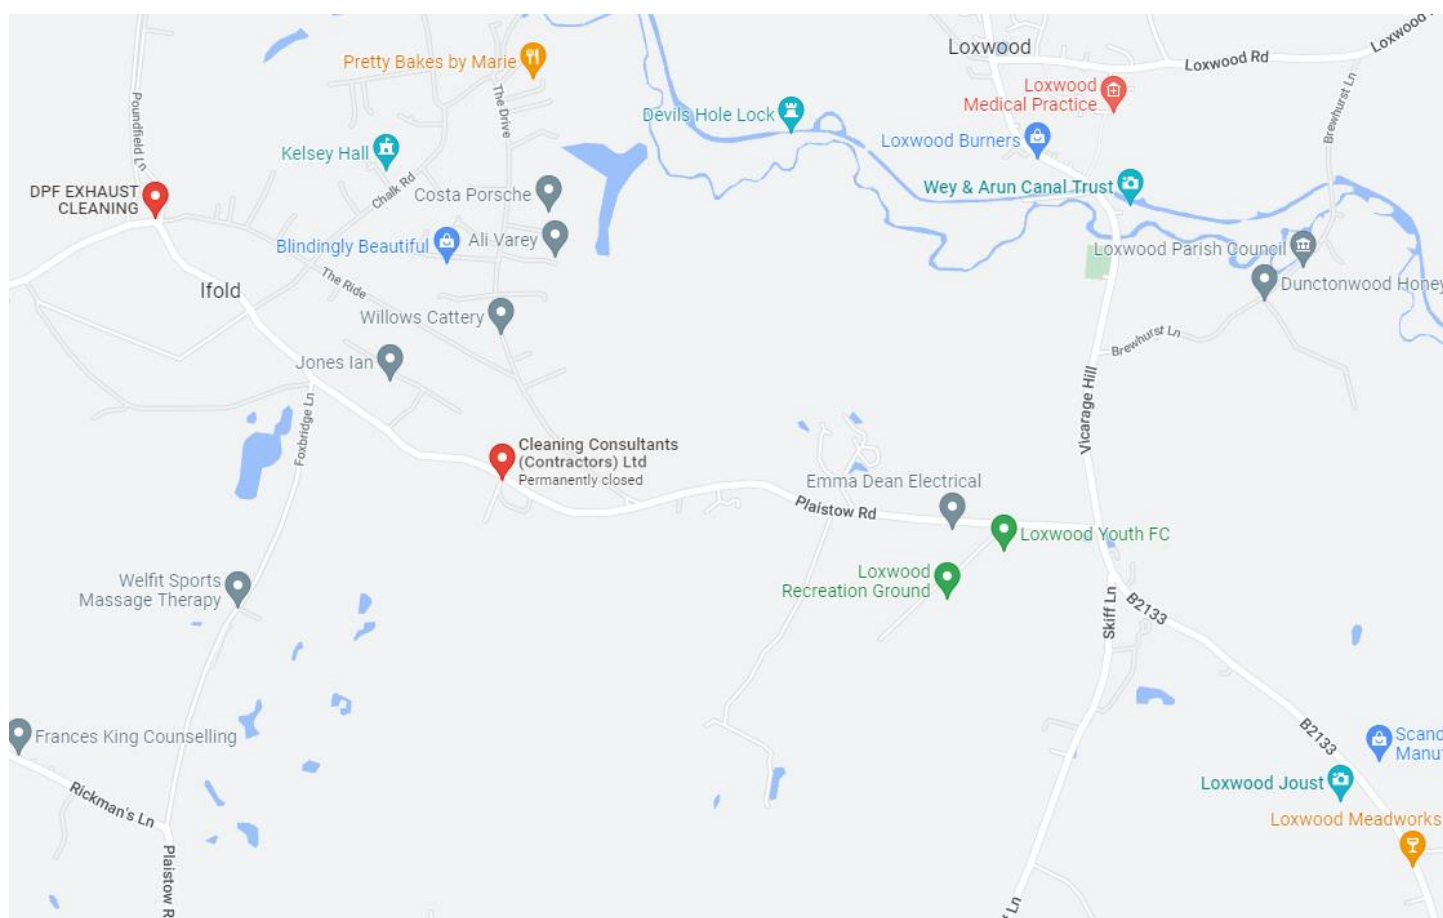 Loxwood
Loxwood
Loxwood Rd
Pretty Bakes by Marie
The Drive
Poundfield Ln
Loxwood
Medical Practice
Brewhurst Ln
Devils Hole Lock
Loxwood Burners
Kelsey Hall
Chalk Rd
Costa Porsche
Wey & Arun Canal Trust
DPF EXHAUST
CLEANING
Blindingly Beautiful
Ali Varey
Loxwood Parish Council
Dunctonwood Honey
Ifold
The Ride
Willows Cattery
Brewhurst Ln
Jones Ian
Vicarage Hill
Foxbridge Ln
Cleaning Consultants
(Contractors) Ltd
Permanently closed
Emma Dean Electrical
Plaistow Rd
Loxwood Youth FC
Loxwood
Recreation Ground
Welfit Sports
Massage Therapy
Skiff Ln
B2133
Frances King Counselling
B2133
Scand
Manuf
Loxwood Joust
Rickman's Ln
Loxwood Meadworks
Plaistow R
Ln